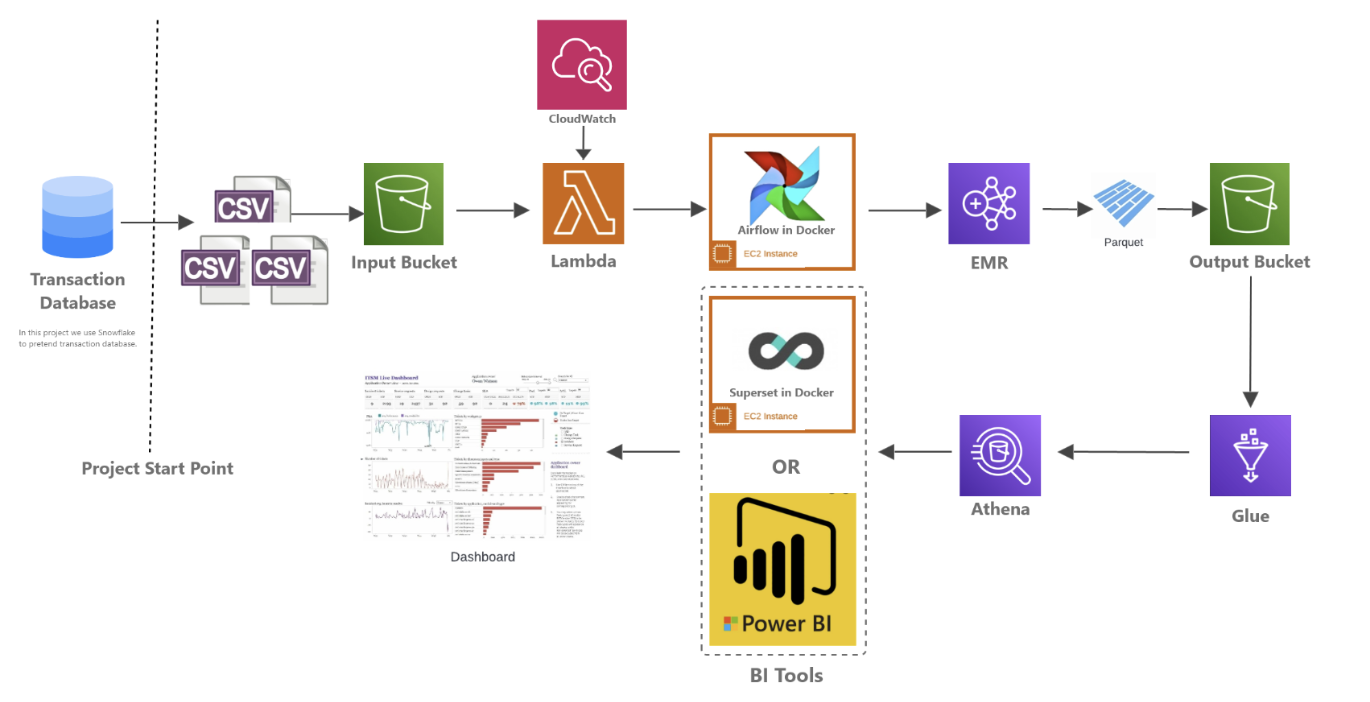 CloudWatch
CSV
CSV
CSV
Input Bucket
Lambda
Airflow in Docker
EC2 Instance
EMR
Parquet
Output Bucket
Transaction
Database
In this project we use Snowflake
to pretend transaction database.
Project Start Point
Superset in Docker
EC2 Instance
OR
Power BI
BI Tools
Athena
Glue
Dashboard